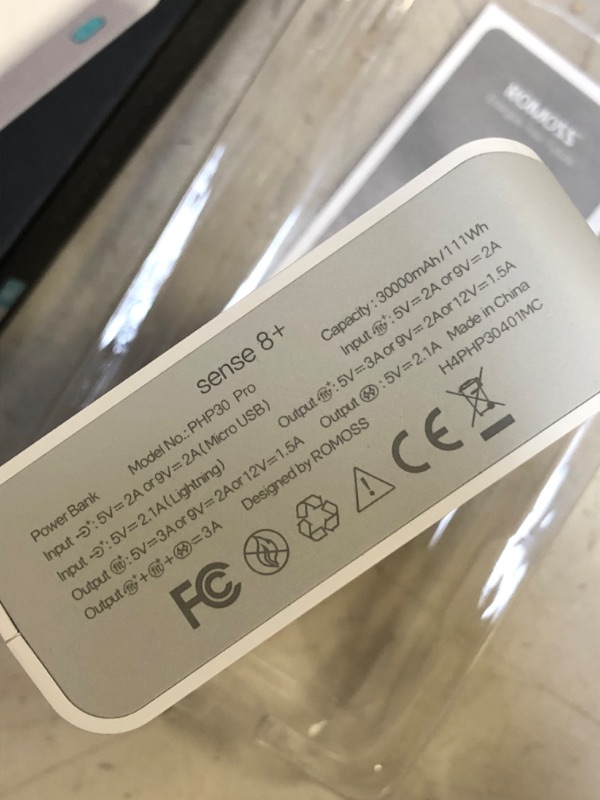 ROMOSS
sense 8+
Power Bank Model No.:PHP30 Pro Capacity: 30000mAh/111Wh
Input : 5V=2A or 9V=2A(Micro USB) Input : 5V=2A or 9V=2A
Input : 5V=2.1A(Lightning) Output : 5V=3A or 9V=2A or 12V=1.5A
Output : 5V=3A or 9V=2A or 12V=1.5A Output : 5V=2.1A Made in China
Output + + =3A Designed by ROMOSS H4PHP30401MC
FC CE